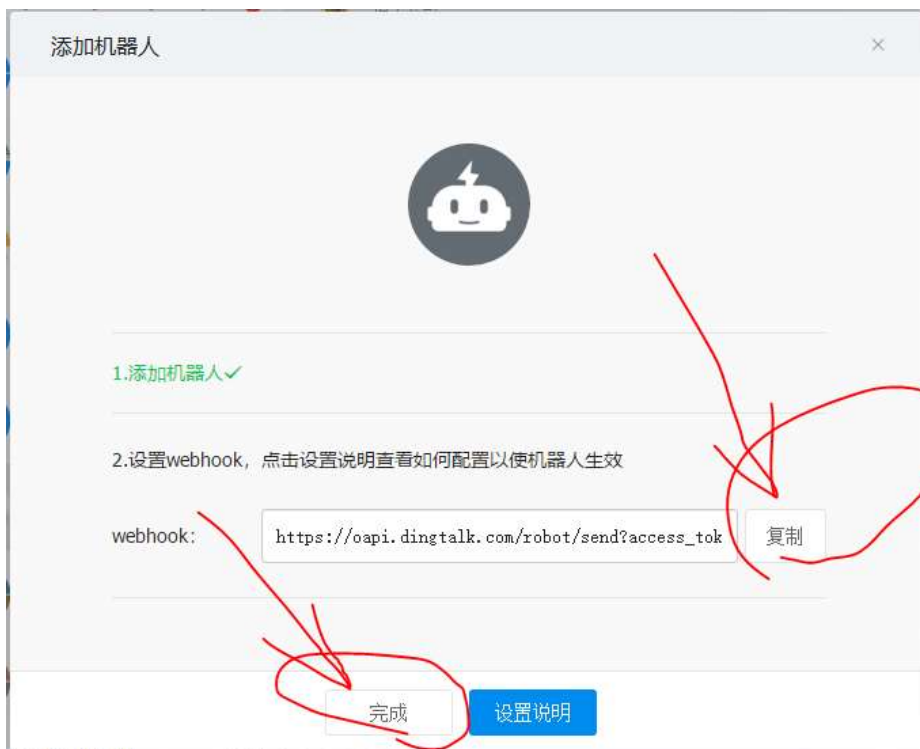 添加机器人
1.添加机器人
2.设置webhook，点击设置说明查看如何配置以使机器人生效
webhook: https://oapi.dingtalk.com/robot/send?access_tok 复制
完成 设置说明